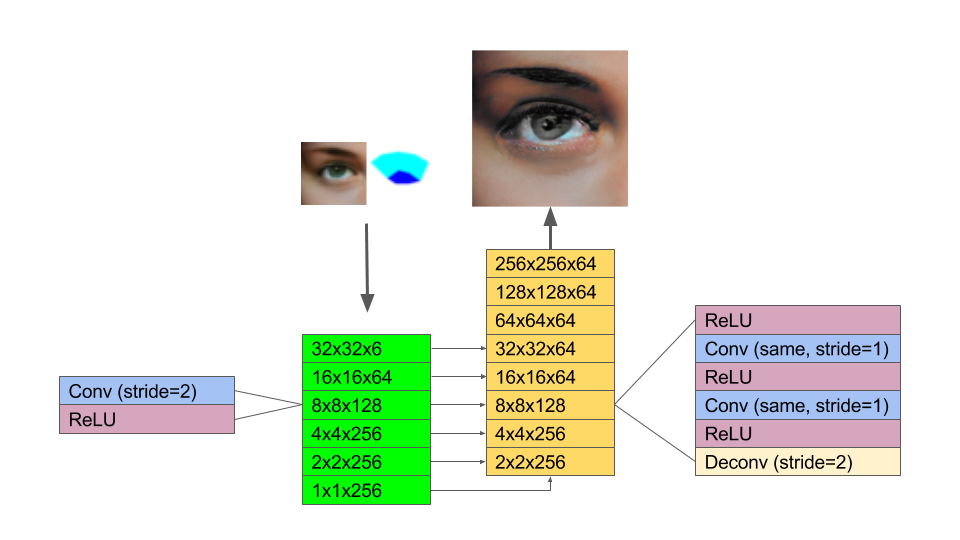 Conv (stride=2)
ReLU
32x32x6
16x16x64
8x8x128
4x4x256
2x2x256
1x1x256
256x256x64
128x128x64
64x64x64
32x32x64
16x16x64
8x8x128
4x4x256
2x2x256
ReLU
Conv (same, stride=1)
ReLU
Conv (same, stride=1)
ReLU
Deconv (stride=2)